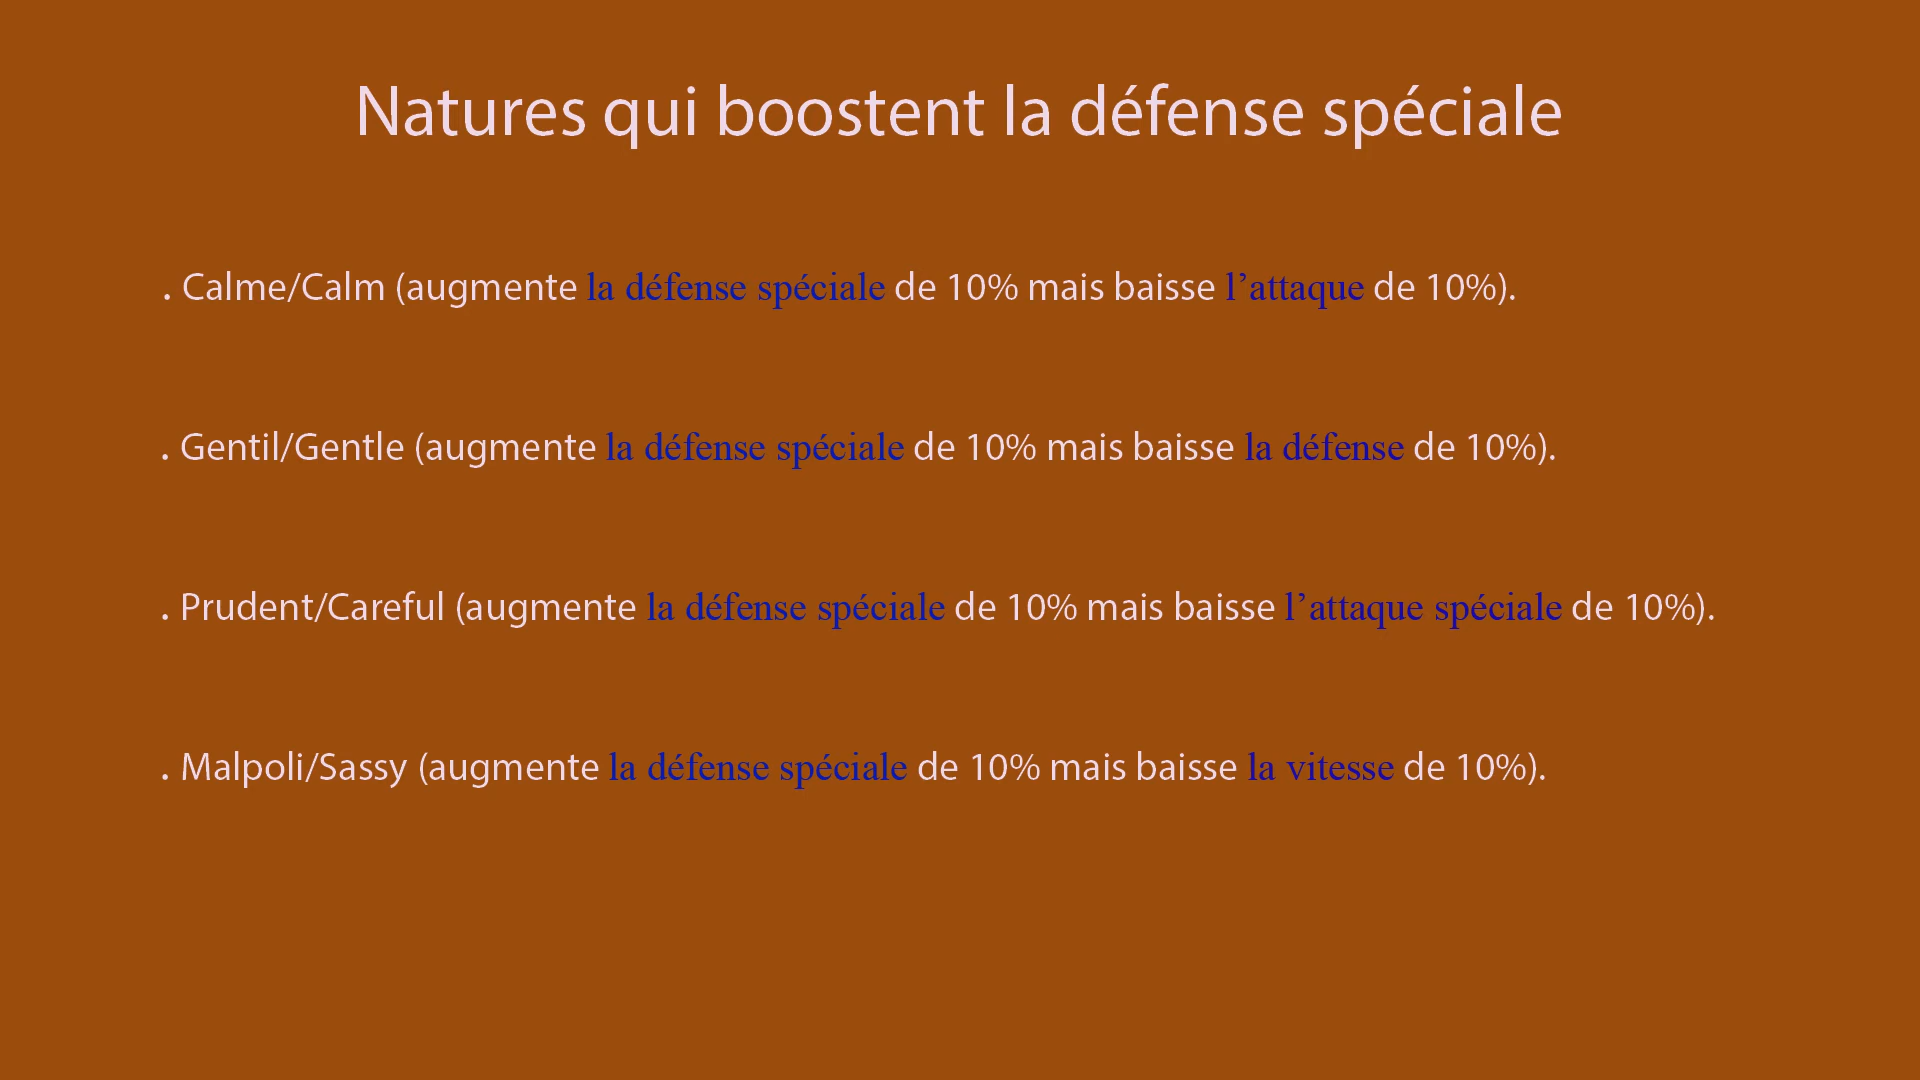 Natures qui boostent la défense spéciale
. Calme/Calm (augmente la défense spéciale de 10% mais baisse l’attaque de 10%).
. Gentil/Gentle (augmente la défense spéciale de 10% mais baisse la défense de 10%).
. Prudent/Careful (augmente la défense spéciale de 10% mais baisse l’attaque spéciale de 10%).
. Malpoli/Sassy (augmente la défense spéciale de 10% mais baisse la vitesse de 10%).